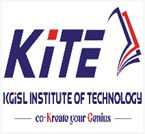 KiTE
KGiSL INSTITUTE OF TECHNOLOGY
co-Kreate your Genius